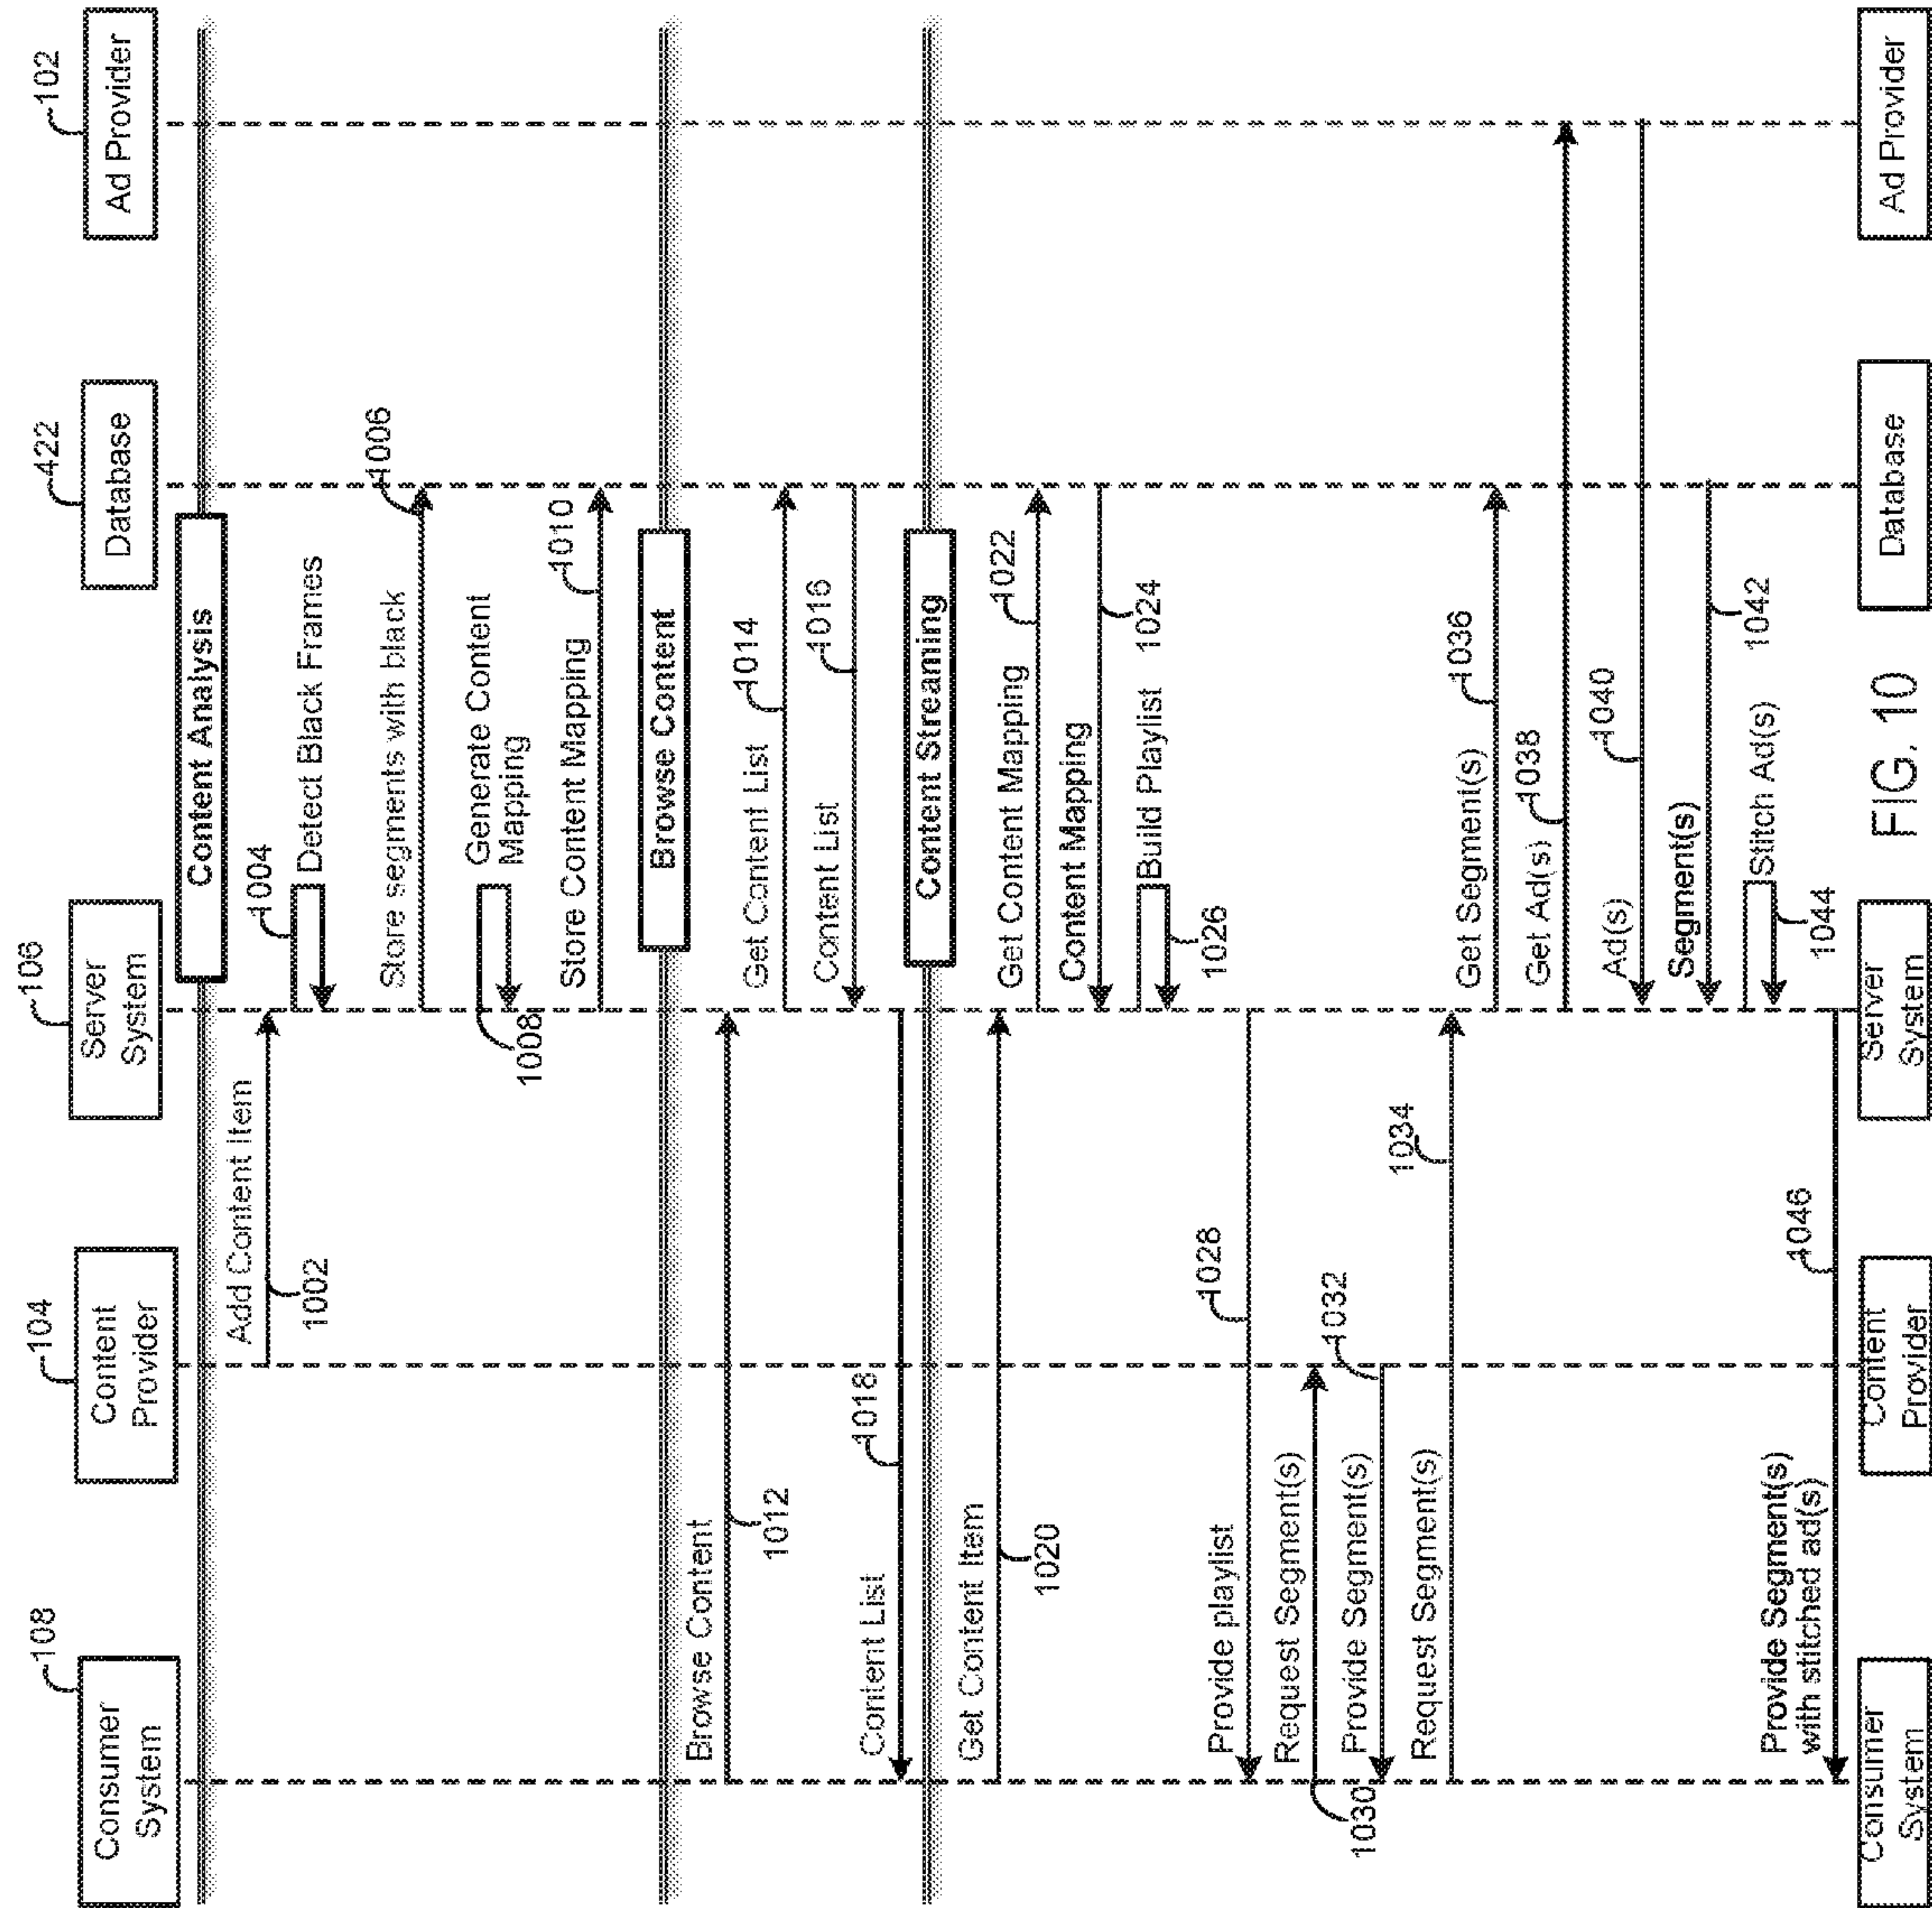 108
104
106
422
102
Consumer
System
Content
Provider
Server
System
Database
Ad Provider
Content Analysis
Add Content Item
1002
1004
Detect Black Frames
Store segments with black
1006
Generate Content
Mapping
1008
Store Content Mapping
1010
Browse Content
Browse Content
1012
Get Content List
1014
Content List
1016
Content List
1018
Content Streaming
Get Content Item
1020
Get Content Mapping
1022
Content Mapping
1024
Build Playlist
1026
Provide playlist
1028
Request Segment(s)
1030
Provide Segment(s)
1032
Request Segment(s)
1034
Get Segment(s)
1036
Get Ad(s)
1038
Ad(s)
1040
Segment(s)
1042
Stitch Ad(s)
1044
Provide Segment(s)
with stitched ad(s)
1046
Consumer
System
Content
Provider
Server
System
Database
Ad Provider
FIG. 10